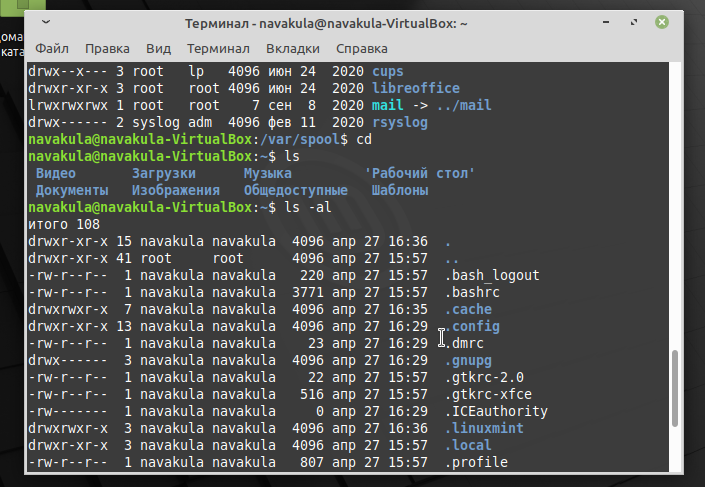 ома
ката
Терминал - navakula@navakula-VirtualBox: ~
Файл Правка Вид Терминал Вкладки Справка
drwx--x--- 3 root   lp   4096 июн 24  2020 cups
drwxr-xr-x 3 root   root 4096 июн 24  2020 libreoffice
lrwxrwxrwx 1 root   root    7 сен  8  2020 mail -> ../mail
drwx------ 2 syslog adm  4096 фев 11  2020 rsyslog
navakula@navakula-VirtualBox:/var/spool$ cd
navakula@navakula-VirtualBox:~$ ls
 Видео       Загрузки      Музыка         'Рабочий стол'
 Документы   Изображения   Общедоступные   Шаблоны
navakula@navakula-VirtualBox:~$ ls -al
итого 108
drwxr-xr-x 15 navakula navakula  4096 апр 27 16:36  .
drwxr-xr-x 41 root     root      4096 апр 27 15:57  ..
-rw-r--r--  1 navakula navakula   220 апр 27 15:57  .bash_logout
-rw-r--r--  1 navakula navakula  3771 апр 27 15:57  .bashrc
drwxrwxr-x  7 navakula navakula  4096 апр 27 16:35  .cache
drwxr-xr-x 13 navakula navakula  4096 апр 27 16:29  .config
-rw-r--r--  1 navakula navakula    23 апр 27 16:29  .dmrc
drwx------  3 navakula navakula  4096 апр 27 16:29  .gnupg
-rw-r--r--  1 navakula navakula    22 апр 27 15:57  .gtkrc-2.0
-rw-r--r--  1 navakula navakula   516 апр 27 15:57  .gtkrc-xfce
-rw-------  1 navakula navakula     0 апр 27 16:29  .ICEauthority
drwxrwxr-x  3 navakula navakula  4096 апр 27 16:36  .linuxmint
drwxr-xr-x  3 navakula navakula  4096 апр 27 15:57  .local
-rw-r--r--  1 navakula navakula   807 апр 27 15:57  .profile